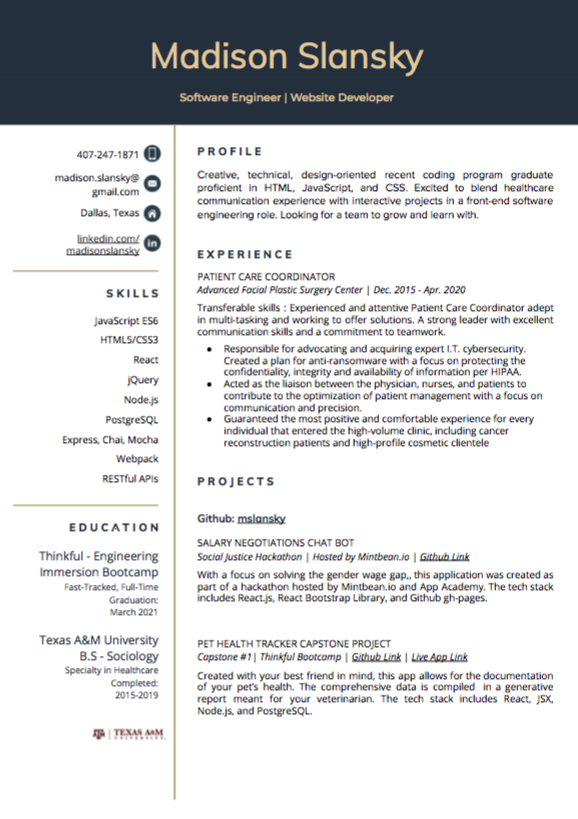 Madison Slansky
Software Engineer | Website Developer
407-247-1871
madison.slansky@
gmail.com
Dallas, Texas
linkedin.com/
madisonslansky
in
SKILLS
JavaScript ES6
HTML5/CSS3
React
jQuery
Node.js
PostgreSQL
Express, Chai, Mocha
Webpack
RESTful APIs
EDUCATION
Thinkful - Engineering
Immersion Bootcamp
Fast-Tracked, Full-Time
Graduation:
March 2021
Texas A&M University
B.S - Sociology
Specialty in Healthcare
Completed:
2015-2019
ATM | TEXAS A&M
UNIVERSITY.
PROFILE
Creative, technical, design-oriented recent coding program graduate
proficient in HTML, JavaScript, and CSS. Excited to blend healthcare
communication experience with interactive projects in a front-end software
engineering role. Looking for a team to grow and learn with.
EXPERIENCE
PATIENT CARE COORDINATOR
Advanced Facial Plastic Surgery Center | Dec. 2015 - Apr. 2020
Transferable skills : Experienced and attentive Patient Care Coordinator adept
in multi-tasking and working to offer solutions. A strong leader with excellent
communication skills and a commitment to teamwork.
● Responsible for advocating and acquiring expert I.T. cybersecurity.
Created a plan for anti-ransomware with a focus on protecting the
confidentiality, integrity and availability of information per HIPAA.
● Acted as the liaison between the physician, nurses, and patients to
contribute to the optimization of patient management with a focus on
communication and precision.
● Guaranteed the most positive and comfortable experience for every
individual that entered the high-volume clinic, including cancer
reconstruction patients and high-profile cosmetic clientele
PROJECTS
Github: mslansky
SALARY NEGOTIATIONS CHAT BOT
Social Justice Hackathon | Hosted by Mintbean.io | Github Link
With a focus on solving the gender wage gap,, this application was created as
part of a hackathon hosted by Mintbean.io and App Academy. The tech stack
includes React.js, React Bootstrap Library, and Github gh-pages.
PET HEALTH TRACKER CAPSTONE PROJECT
Capstone #1| Thinkful Bootcamp | Github Link | Live App Link
Created with your best friend in mind, this app allows for the documentation
of your pet's health. The comprehensive data is compiled in a generative
report meant for your veterinarian. The tech stack includes React, JSX,
Node.js, and PostgreSQL.